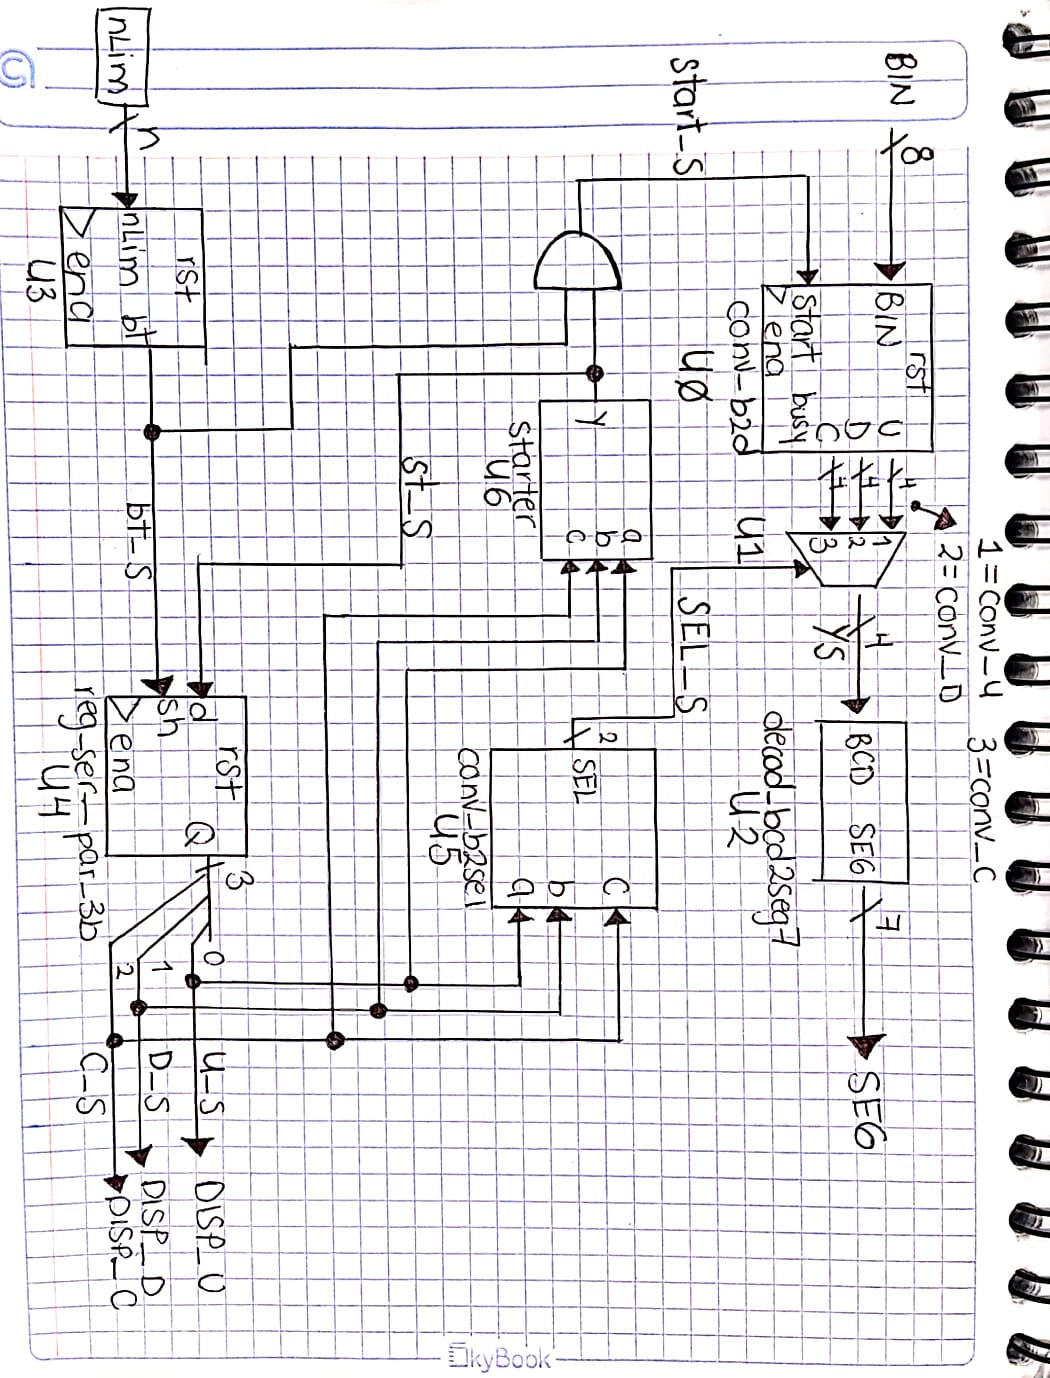 1=conv_U 3=conv_C
2=conv_D
BIN 8
rst
BIN U 4 1
D 4 2
C 4 3
start busy
ena
conv_b2d
U0
U1
4
YS
BCD SEG
7
SEG
decod_bcd2seg7
U2
start_S
SEL_S
y
a
b
c
starter
U6
2
SEL
C
b
a
conv_b2sel
U5
st_S
nLim
n
rst
nLim bt
ena
U3
bt_S
rst
d Q
sh
ena
reg_ser_par_3b
U4
3
0 U_S DISP_U
1 D_S DISP_D
2 DISP_C
C_S
SkyBook